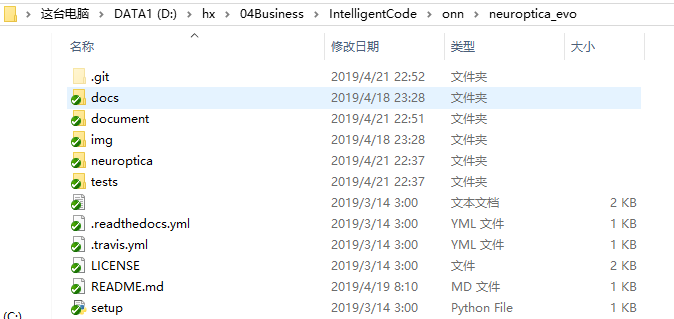 这台电脑 > DATA1 (D:) > hx > 04Business > IntelligentCode > onn > neuroptica_evo >
名称 修改日期 类型 大小
.git 2019/4/21 22:52 文件夹
docs 2019/4/18 23:28 文件夹
document 2019/4/21 22:51 文件夹
img 2019/4/18 23:28 文件夹
neuroptica 2019/4/21 22:37 文件夹
tests 2019/4/21 22:37 文件夹
2019/3/14 3:00 文本文档 2 KB
.readthedocs.yml 2019/3/14 3:00 YML 文件 1 KB
.travis.yml 2019/3/14 3:00 YML 文件 1 KB
LICENSE 2019/3/14 3:00 文件 2 KB
README.md 2019/4/19 8:10 MD 文件 1 KB
setup 2019/3/14 3:00 Python File 1 KB
(C:)